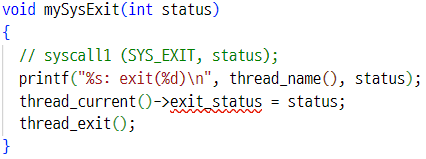 void mySysExit(int status)
{
  // syscall1 (SYS_EXIT, status);
  printf("%s: exit(%d)\n", thread_name(), status);
  thread_current()->exit_status = status;
  thread_exit();
}